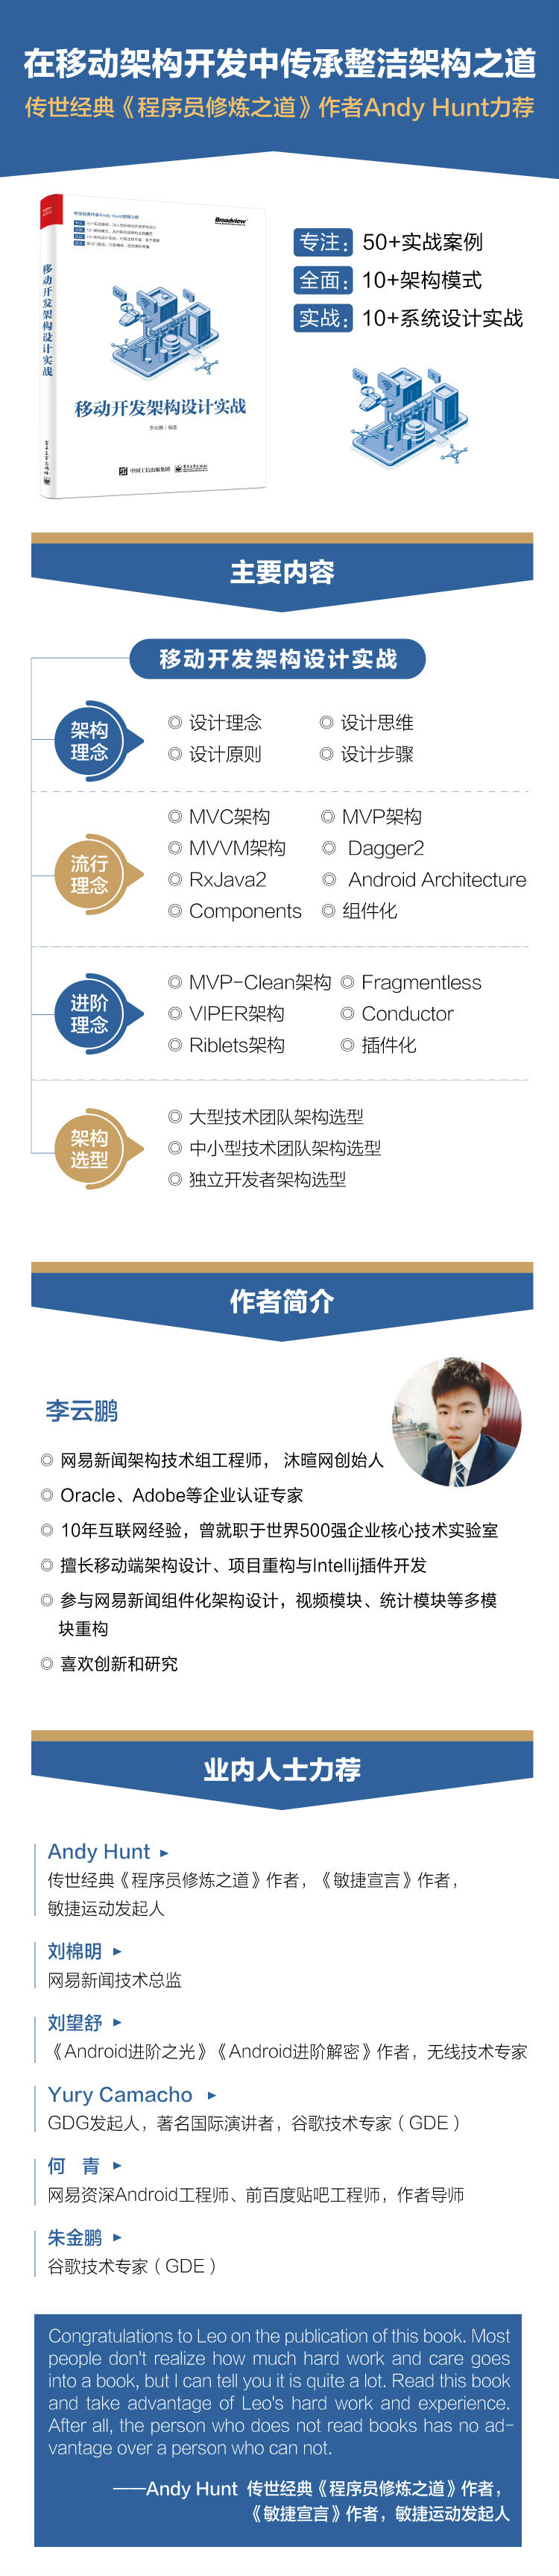 在移动架构开发中传承整洁架构之道
传世经典《程序员修炼之道》作者Andy Hunt力荐
Broadview
移动开发架构设计实战
移动开发架构设计实战
李云鹏 编著
中国工信出版集团
电子工业出版社
专注: 50+实战案例
全面: 10+架构模式
实战: 10+系统设计实战
主要内容
移动开发架构设计实战
架构理念
◎ 设计理念 ◎ 设计思维
◎ 设计原则 ◎ 设计步骤
流行理念
◎ MVC架构 ◎ MVP架构
◎ MVVM架构 ◎ Dagger2
◎ RxJava2 ◎ Android Architecture
◎ Components ◎ 组件化
进阶理念
◎ MVP-Clean架构 ◎ Fragmentless
◎ VIPER架构 ◎ Conductor
◎ Riblets架构 ◎ 插件化
架构选型
◎ 大型技术团队架构选型
◎ 中小型技术团队架构选型
◎ 独立开发者架构选型
作者简介
李云鹏
◎ 网易新闻架构技术组工程师， 沐暄网创始人
◎ Oracle、Adobe等企业认证专家
◎ 10年互联网经验，曾就职于世界500强企业核心技术实验室
◎ 擅长移动端架构设计、项目重构与Intellij插件开发
◎ 参与网易新闻组件化架构设计，视频模块、统计模块等多模
块重构
◎ 喜欢创新和研究
业内人士力荐
Andy Hunt
传世经典《程序员修炼之道》作者，《敏捷宣言》作者，
敏捷运动发起人
刘棉明
网易新闻技术总监
刘望舒
《Android进阶之光》《Android进阶解密》作者，无线技术专家
Yury Camacho
GDG发起人，著名国际演讲者，谷歌技术专家（GDE）
何 青
网易资深Android工程师、前百度贴吧工程师，作者导师
朱金鹏
谷歌技术专家（GDE）
Congratulations to Leo on the publication of this book. Most
people don't realize how much hard work and care goes
into a book, but I can tell you it is quite a lot. Read this book
and take advantage of Leo's hard work and experience.
After all, the person who does not read books has no ad-
vantage over a person who can not.
——Andy Hunt 传世经典《程序员修炼之道》作者，
《敏捷宣言》作者，敏捷运动发起人